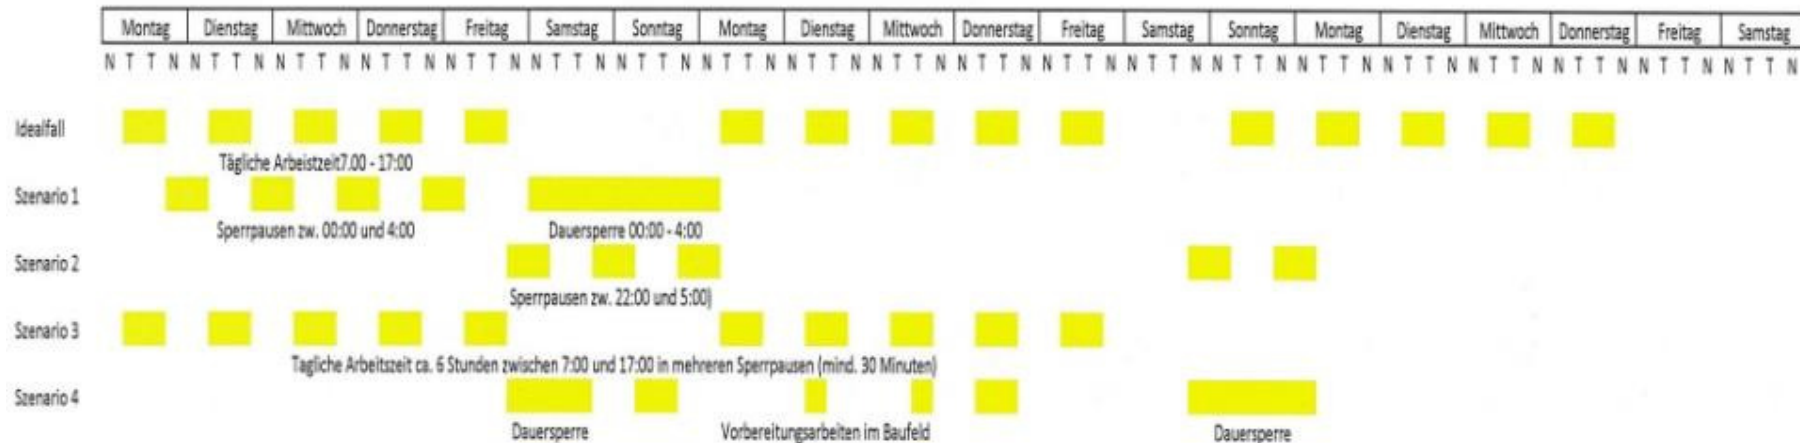 Montag Dienstag Mittwoch Donnerstag Freitag Samstag Sonntag Montag Dienstag Mittwoch Donnerstag Freitag Samstag Sonntag Montag Dienstag Mittwoch Donnerstag Freitag Samstag
N T T N N T T N N T T N N T T N N T T N N T T N N T T N N T T N N T T N N T T N N T T N N T T N N T T N N T T N N T T N N T T N N T T N N T T N N T T N N T T N
Idealfall
Tägliche Arbeistzeit7.00 - 17:00
Szenario 1
Sperrpausen zw. 00:00 und 4:00 Dauersperre 00:00 - 4:00
Szenario 2
Sperrpausen zw. 22:00 und 5:00)
Szenario 3
Tagliche Arbeitszeit ca. 6 Stunden zwischen 7:00 und 17:00 in mehreren Sperrpausen (mind. 30 Minuten)
Szenario 4
Dauersperre Vorbereitungsarbeiten im Baufeld Dauersperre